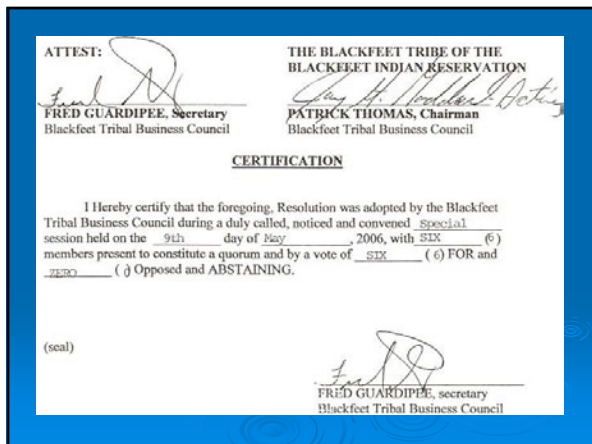 ATTEST:
THE BLACKFEET TRIBE OF THE
BLACKFEET INDIAN RESERVATION
Fred
Jay H. Acting
FRED GUARDIPEE, Secretary
Blackfeet Tribal Business Council
PATRICK THOMAS, Chairman
Blackfeet Tribal Business Council
CERTIFICATION
I Hereby certify that the foregoing, Resolution was adopted by the Blackfeet
Tribal Business Council during a duly called, noticed and convened Special
session held on the 9th day of May, 2006, with SIX (6)
members present to constitute a quorum and by a vote of SIX (6) FOR and
ZERO ( ) Opposed and ABSTAINING.
(seal)
Fred
FRED GUARDIPEE, secretary
Blackfeet Tribal Business Council